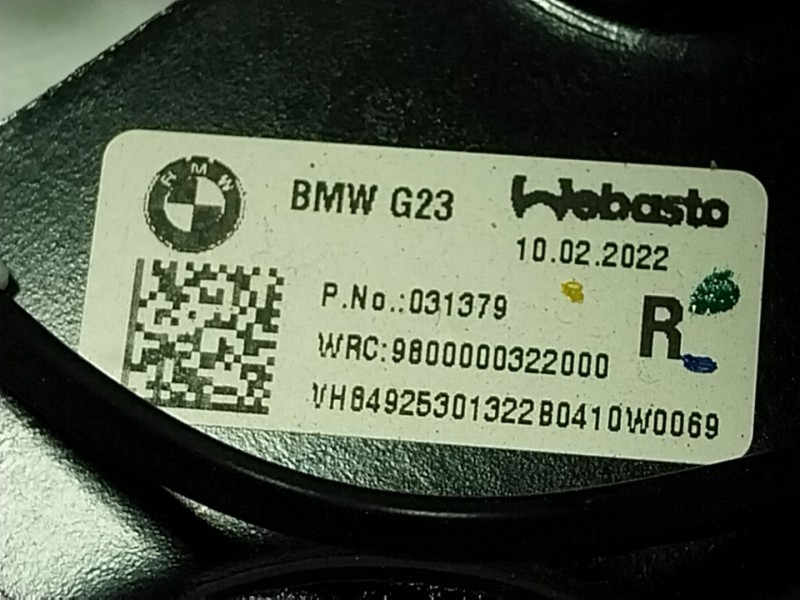 BMW
BMW G23
Webasto
10.02.2022
P.No.:031379
R
WRC:9800000322000
VH84925301322B0410W0069